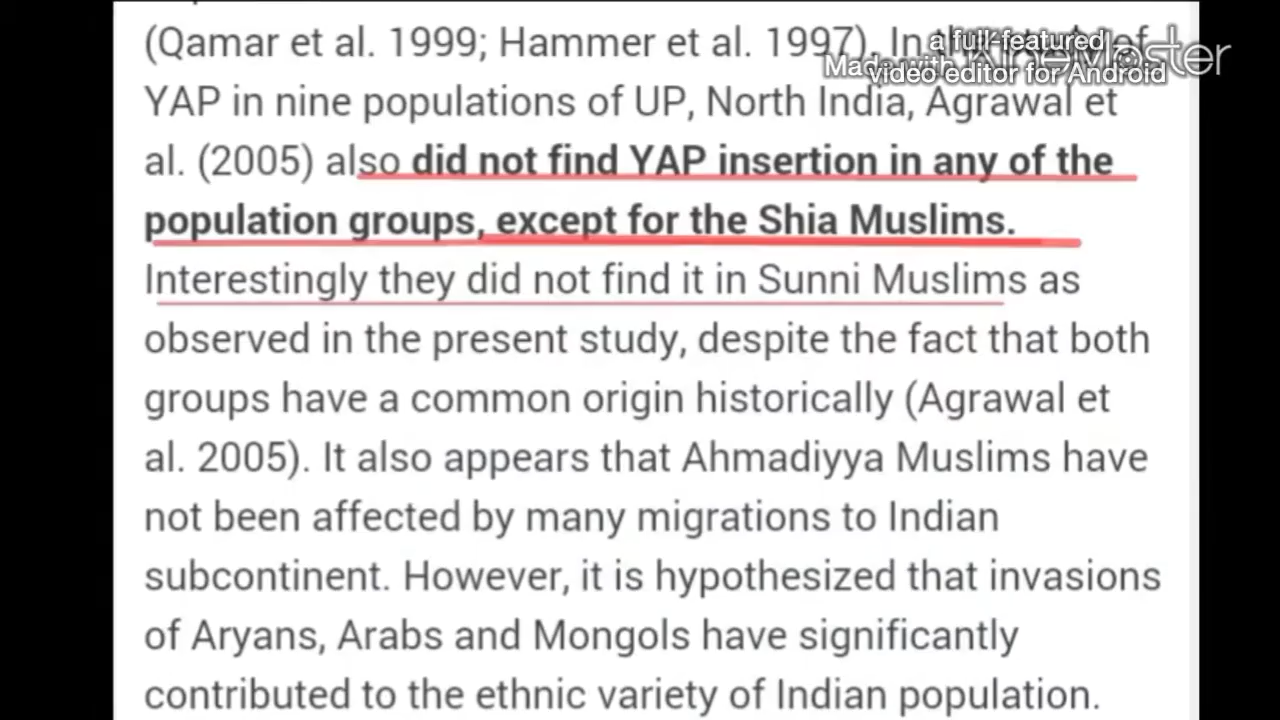 (Qamar et al. 1999; Hammer et al. 1997). In the of
a full-featured
Made with KineMaster
video editor for Android
YAP in nine populations of UP, North India, Agrawal et
al. (2005) also did not find YAP insertion in any of the
population groups, except for the Shia Muslims.
Interestingly they did not find it in Sunni Muslims as
observed in the present study, despite the fact that both
groups have a common origin historically (Agrawal et
al. 2005). It also appears that Ahmadiyya Muslims have
not been affected by many migrations to Indian
subcontinent. However, it is hypothesized that invasions
of Aryans, Arabs and Mongols have significantly
contributed to the ethnic variety of Indian population.